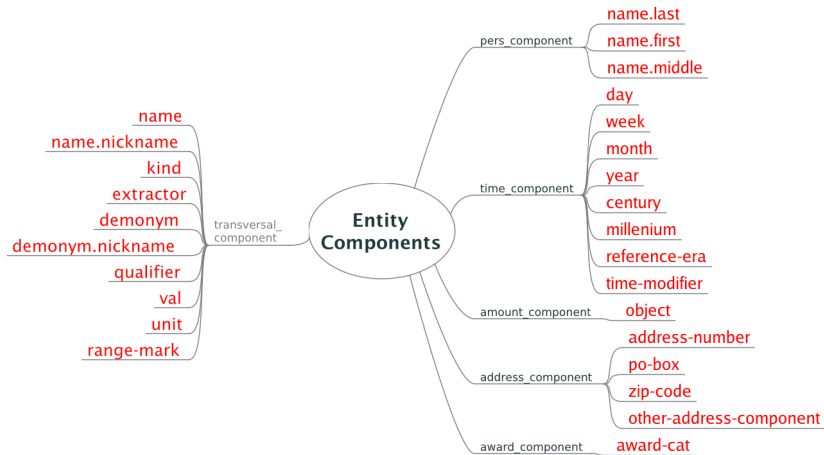 name
name.nickname
kind
extractor
demonym
demonym.nickname
qualifier
val
unit
range-mark
transversal_
component
Entity
Components
pers_component
name.last
name.first
name.middle
time_component
day
week
month
year
century
millenium
reference-era
time-modifier
amount_component
object
address_component
address-number
po-box
zip-code
other-address-component
award_component
award-cat